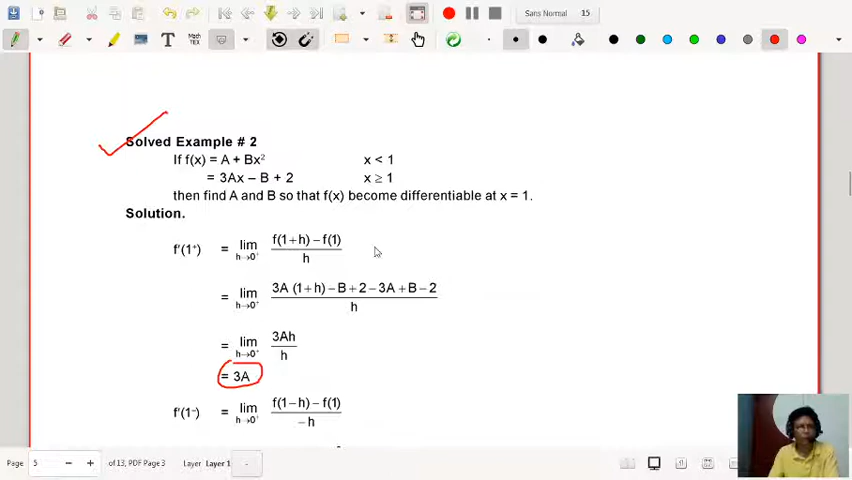 Sans Normal 15
T Math TEX
Solved Example # 2
If f(x) = A + Bx² x < 1
= 3Ax – B + 2 x ≥ 1
then find A and B so that f(x) become differentiable at x = 1.
Solution.
f′(1⁺) = lim h→0⁺ f(1+h) – f(1) / h
= lim h→0⁺ 3A (1+h) – B + 2 – 3A + B – 2 / h
= lim h→0⁺ 3Ah / h
= 3A
f′(1⁻) = lim h→0⁺ f(1–h) – f(1) / –h
Page 5 – + of 13, PDF Page 3 Layer Layer 1 -